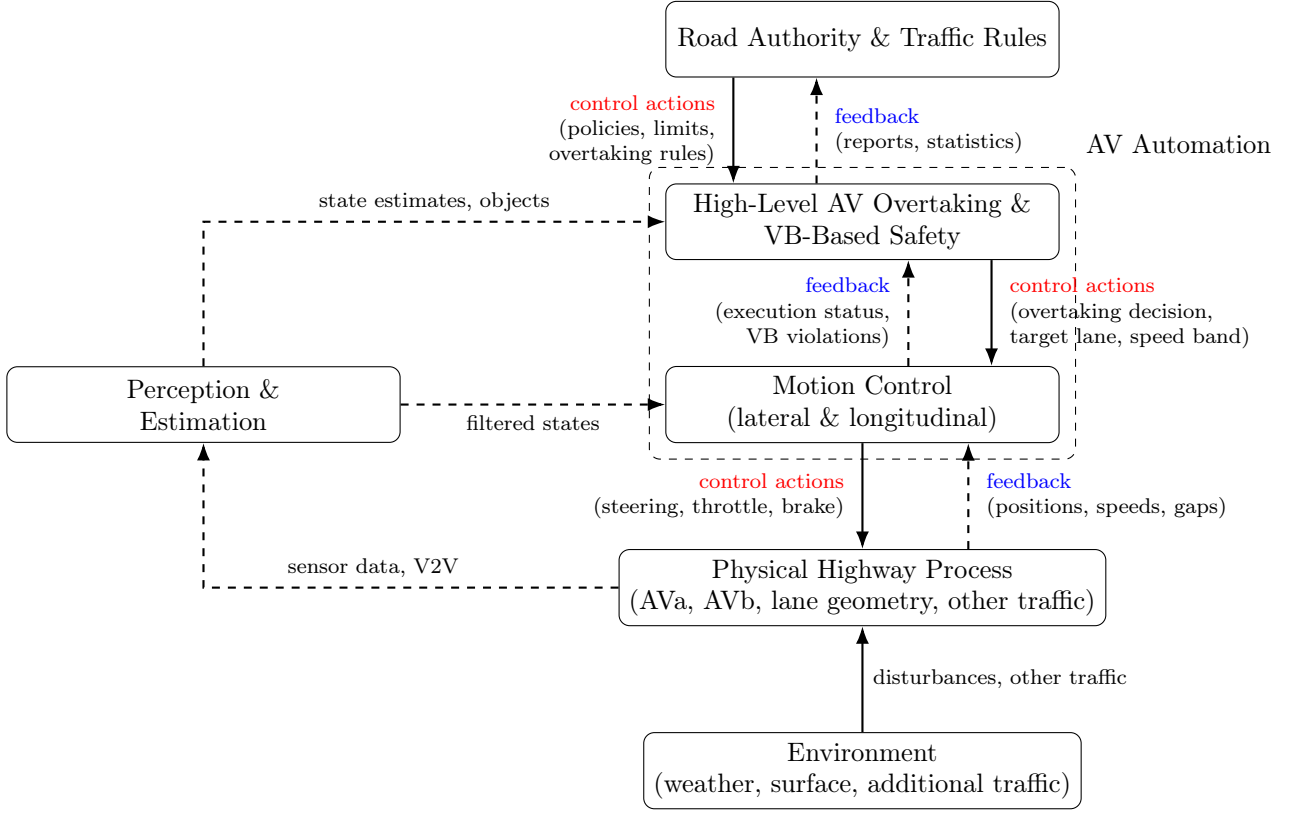 Road Authority & Traffic Rules
control actions
(policies, limits,
overtaking rules)
feedback
(reports, statistics)
AV Automation
state estimates, objects
High-Level AV Overtaking &
VB-Based Safety
feedback
(execution status,
VB violations)
control actions
(overtaking decision,
target lane, speed band)
Perception &
Estimation
filtered states
Motion Control
(lateral & longitudinal)
control actions
(steering, throttle, brake)
feedback
(positions, speeds, gaps)
sensor data, V2V
Physical Highway Process
(AVa, AVb, lane geometry, other traffic)
disturbances, other traffic
Environment
(weather, surface, additional traffic)